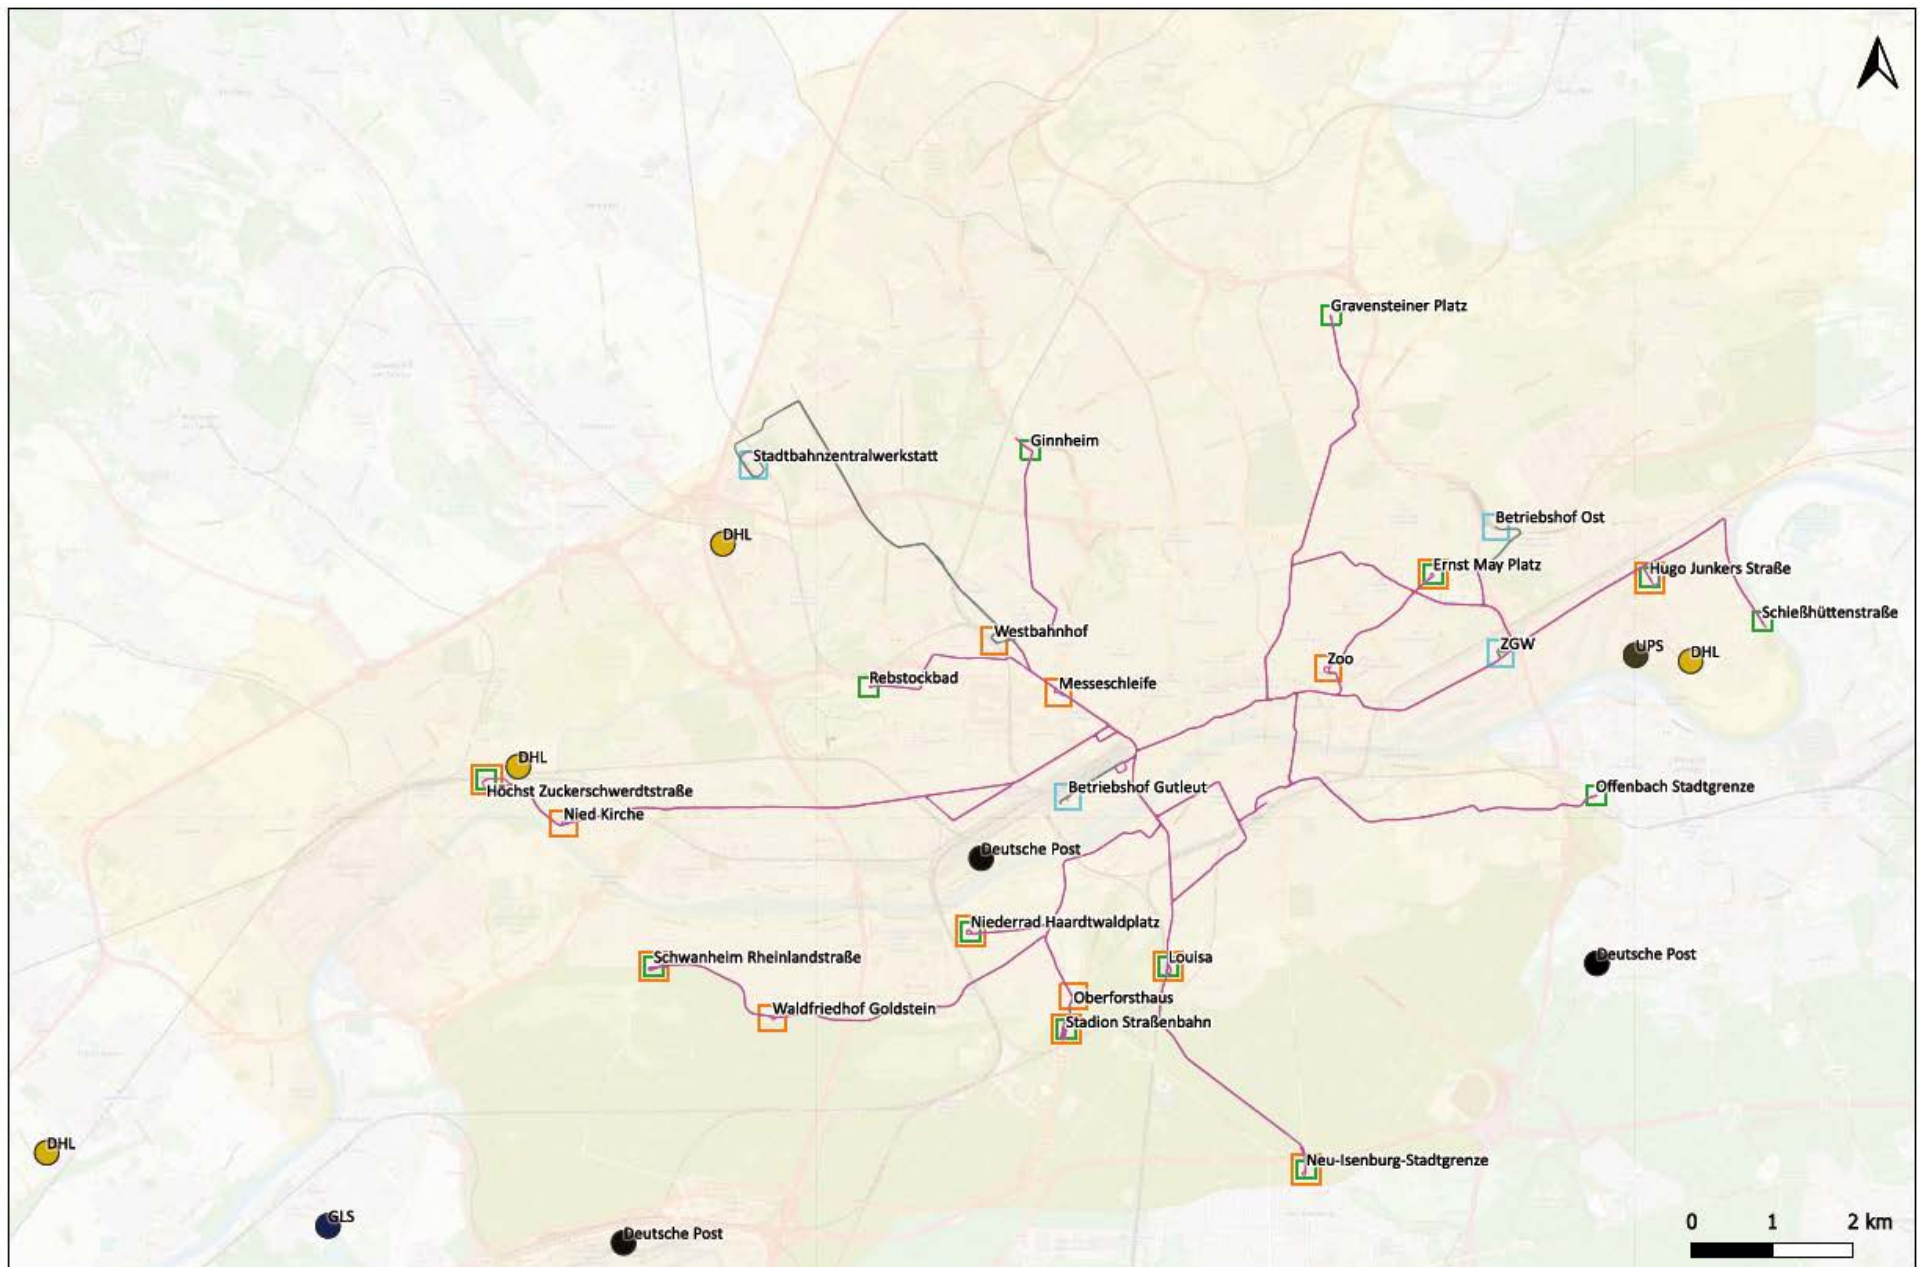 Gravensteiner Platz
Ginnheim
Stadtbahnzentralwerkstatt
Betriebshof Ost
DHL
Ernst May Platz
Hugo Junkers Straße
Schießhüttenstraße
Westbahnhof
ZGW
UPS
DHL
Zoo
Rebstockbad
Messeschleife
DHL
Höchst Zuckerschwerdtstraße
Betriebshof Gutleut
Offenbach Stadtgrenze
Nied Kirche
Deutsche Post
Niederrad Haardtwaldplatz
Schwanheim Rheinlandstraße
Louisa
Deutsche Post
Oberforsthaus
Waldfriedhof Goldstein
Stadion Straßenbahn
DHL
Neu-Isenburg-Stadtgrenze
GLS
Deutsche Post
0 1 2 km